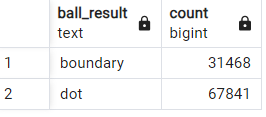 ball_result count
text bigint
1 boundary 31468
2 dot 67841